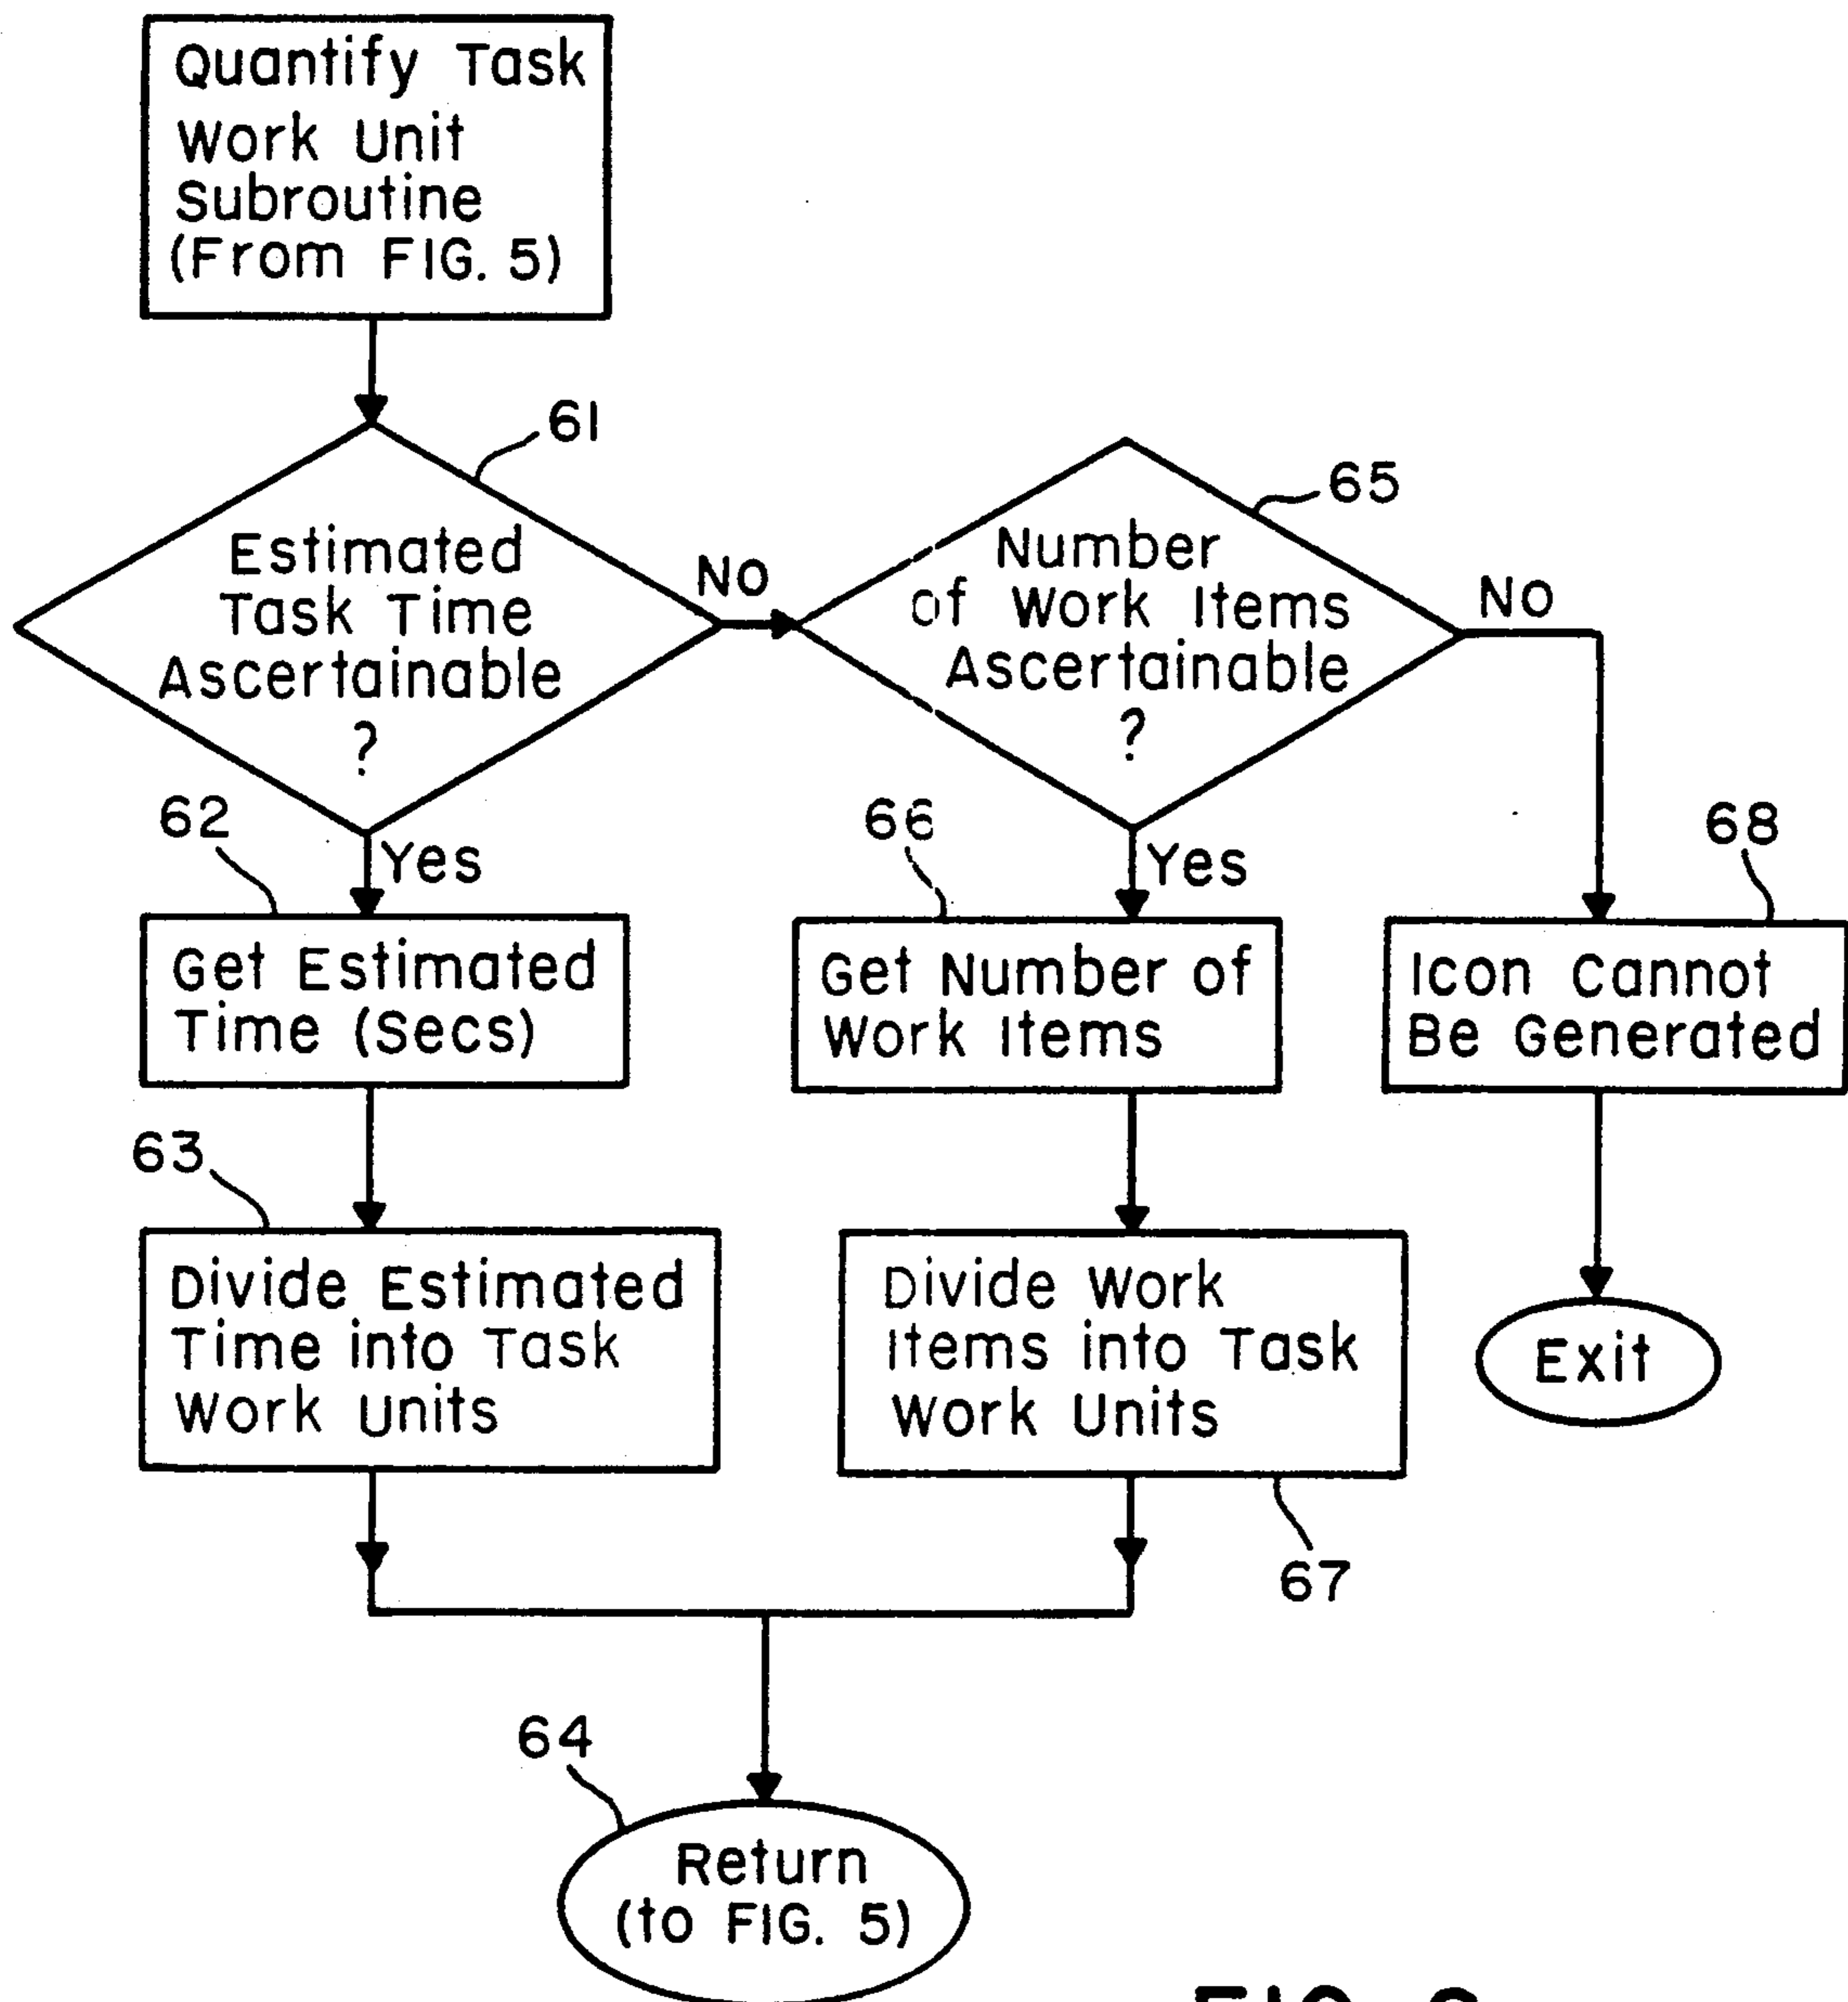 Quantify Task
Work Unit
Subroutine
(From FIG. 5)
61
Estimated
Task Time
Ascertainable
?
No
65
Number
of Work Items
Ascertainable
?
No
62
Yes
66
Yes
68
Get Estimated
Time (Secs)
Get Number of
Work Items
Icon Cannot
Be Generated
63
Divide Estimated
Time into Task
Work Units
Divide Work
Items into Task
Work Units
Exit
67
64
Return
(to FIG. 5)
FIG.